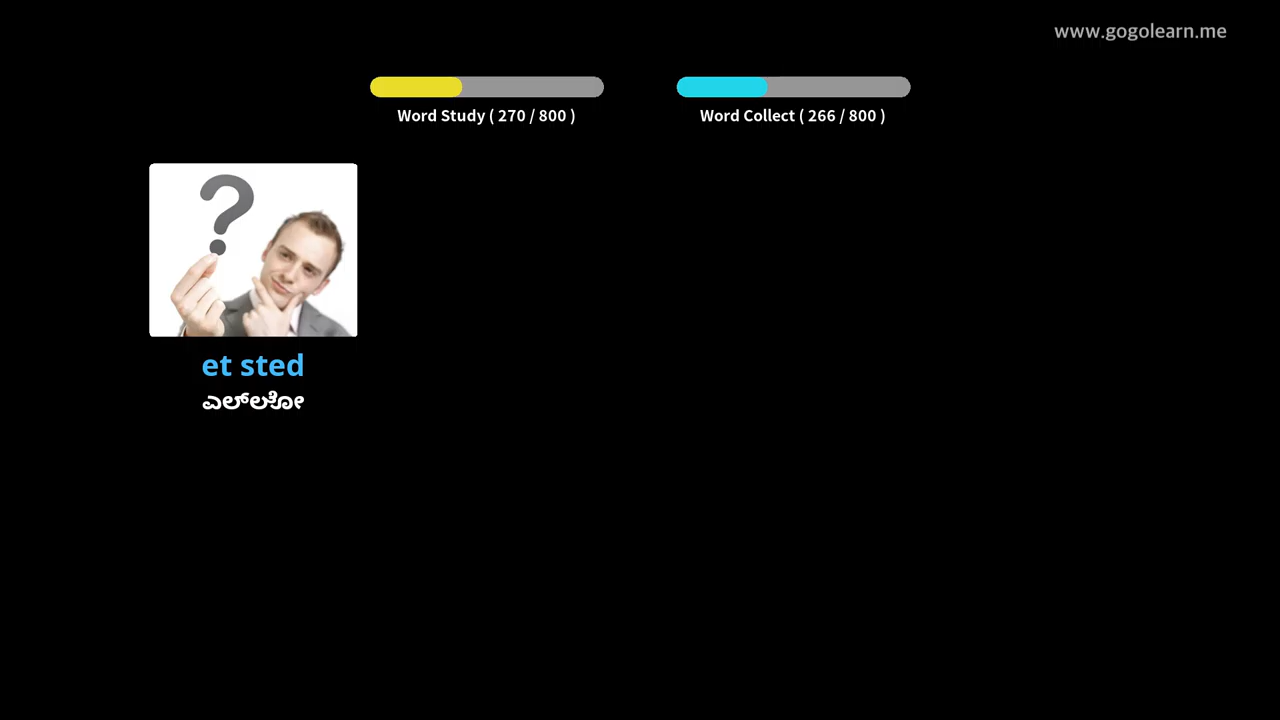 www.gogolearn.me
Word Study ( 270 / 800 )
Word Collect ( 266 / 800 )
et sted
ಎಲ್ಲೋ